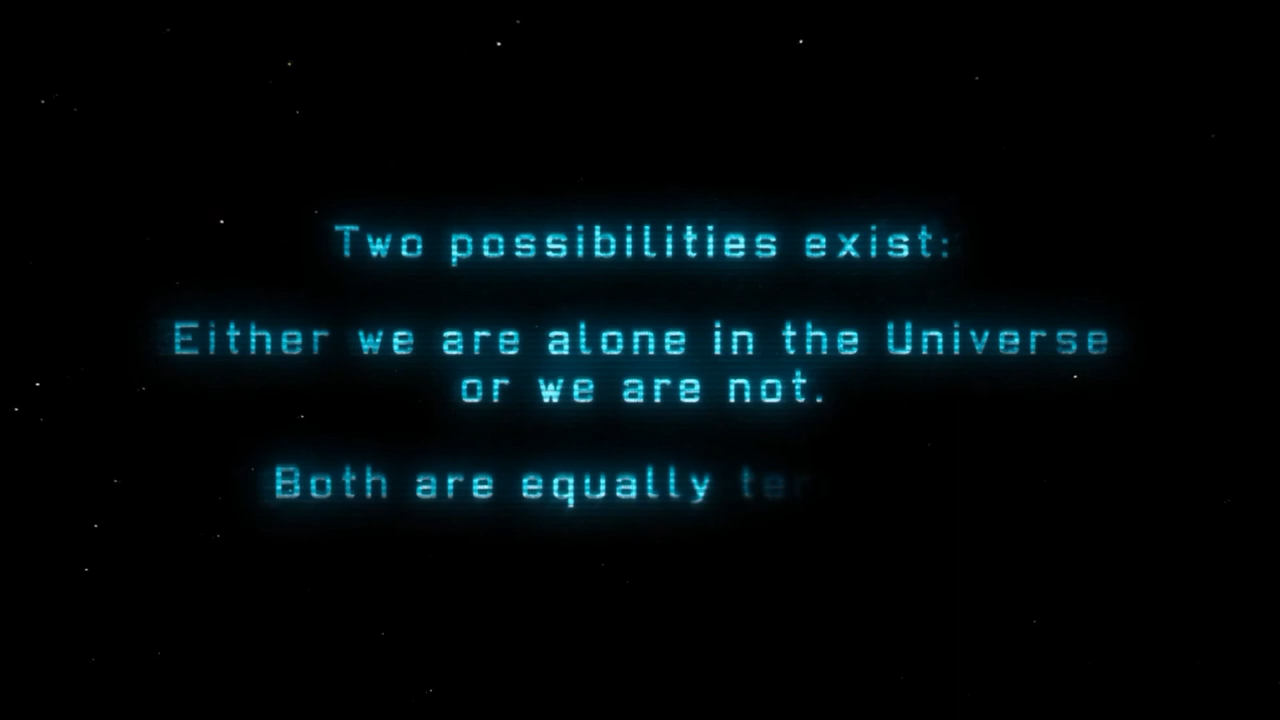 Two possibilities exist:
Either we are alone in the Universe
or we are not.
Both are equally